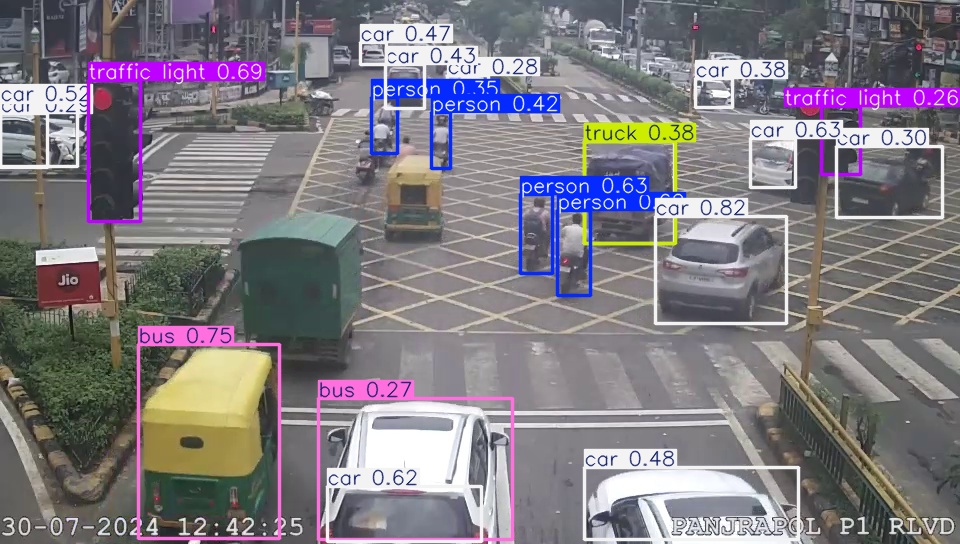 car 0.47
car 0.43
car 0.28
traffic light 0.69
car 0.38
car 0.52
person 0.35
person 0.42
traffic light 0.26
truck 0.38
car 0.63
car 0.30
person 0.63
person
car 0.82
Jio
bus 0.75
bus 0.27
car 0.62
car 0.48
30-07-2024 12:42:25
PANJRAPOL P1 RLVD